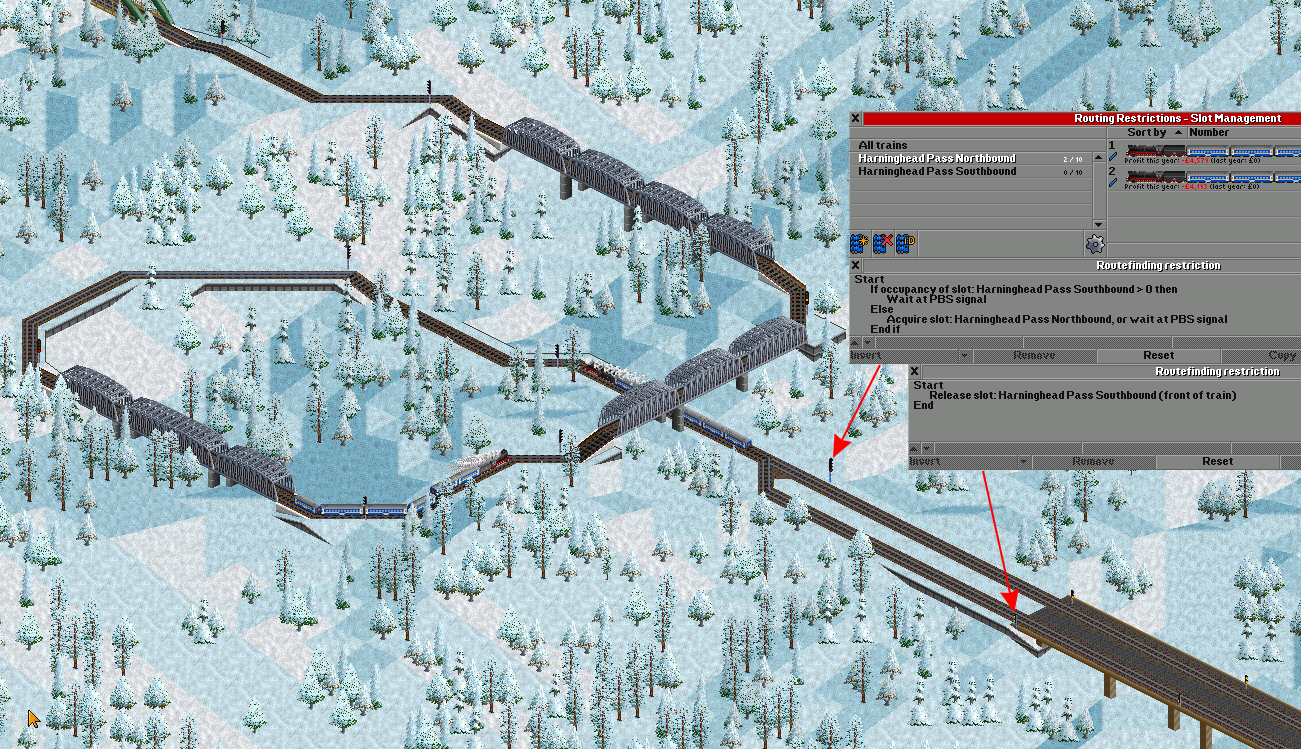 X Routing Restrictions - Slot Management
Sort by Number
All trains
Harninghead Pass Northbound 2 / 10
Harninghead Pass Southbound 0 / 10
1
Profit this year: -£4,579 (last year: £0)
2
Profit this year: -£4,193 (last year: £0)
X Routefinding restriction
Start
If occupancy of slot: Harninghead Pass Southbound > 0 then
Wait at PBS signal
Else
Acquire slot: Harninghead Pass Northbound, or wait at PBS signal
End if
Insert Remove Reset Copy
X Routefinding restriction
Start
Release slot: Harninghead Pass Southbound (front of train)
End
Insert Remove Reset